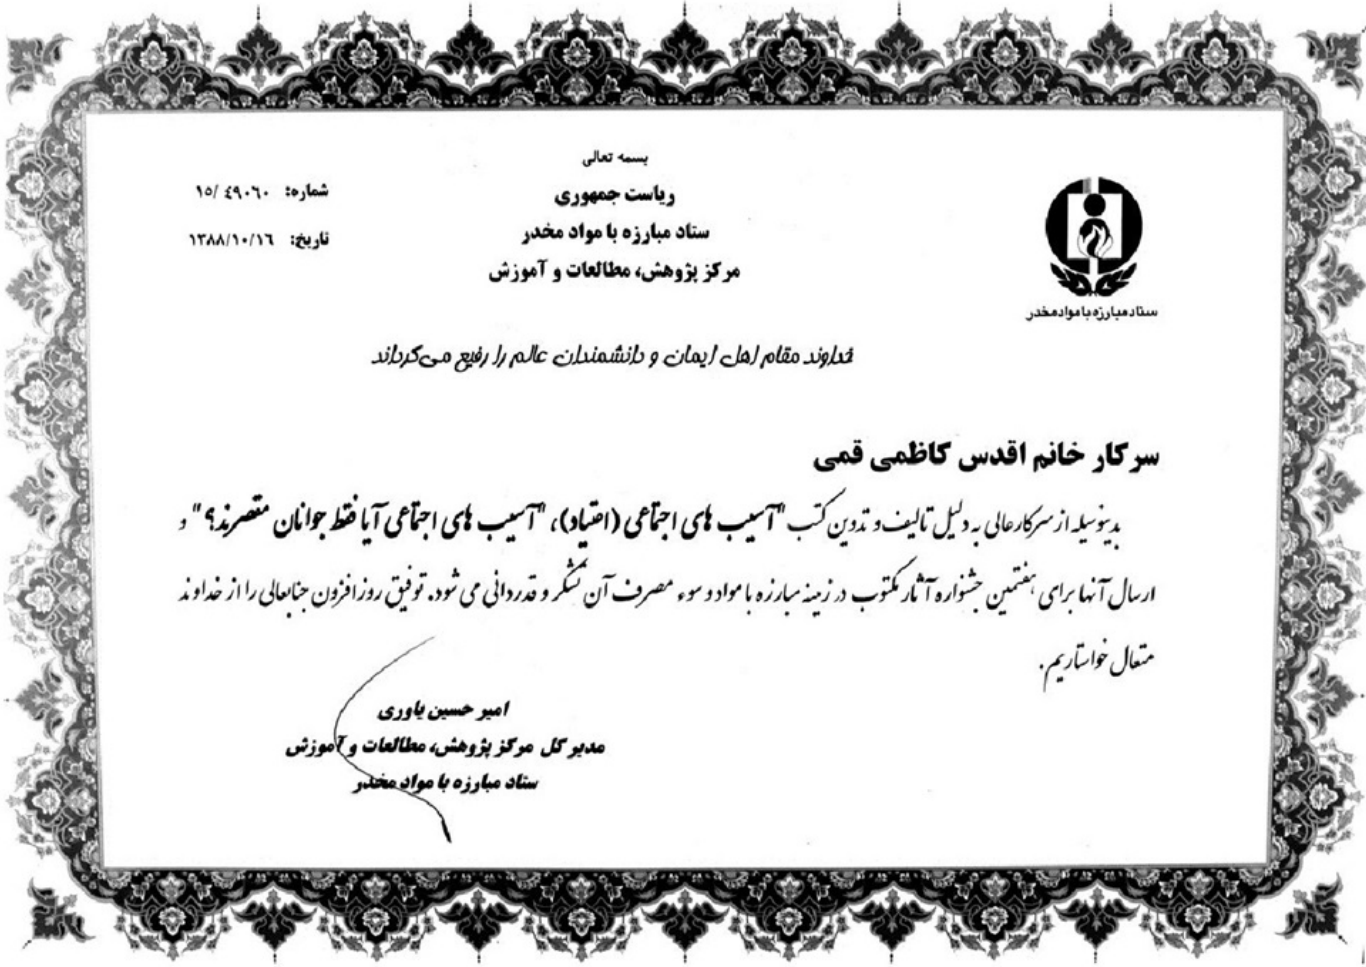 بسمه تعالی
ریاست جمهوری
ستاد مبارزه با مواد مخدر
مرکز پژوهش، مطالعات و آموزش
شماره: ١٥/ ٤٩٠٦٠
تاریخ: ١٣٨٨/١٠/١٦
ستاد مبارزه با مواد مخدر
خداوند مقام اهل ایمان و دانشمندان عالم را رفیع می‌گرداند
سرکار خانم اقدس کاظمی قمی
بدینوسیله از سرکارعالی به دلیل تالیف و تدوین کتب "آسیب های اجتماعی (اعتیاد)، "آسیب های اجتماعی آیا فقط جوانان مقصرند؟" و
ارسال آنها برای هفتمین جشنواره آثار مکتوب در زمینه مبارزه با مواد و سوء مصرف آن تشکر و قدردانی می شود. توفیق روزافزون جنابعالی را از خداوند
متعال خواستاریم.
امیر حسین یاوری
مدیر کل مرکز پژوهش، مطالعات و آموزش
ستاد مبارزه با مواد مخدر